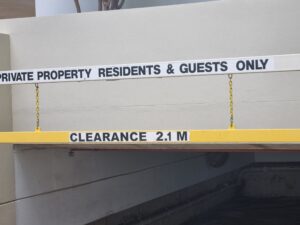 PRIVATE PROPERTY RESIDENTS & GUESTS ONLY
CLEARANCE 2.1 M